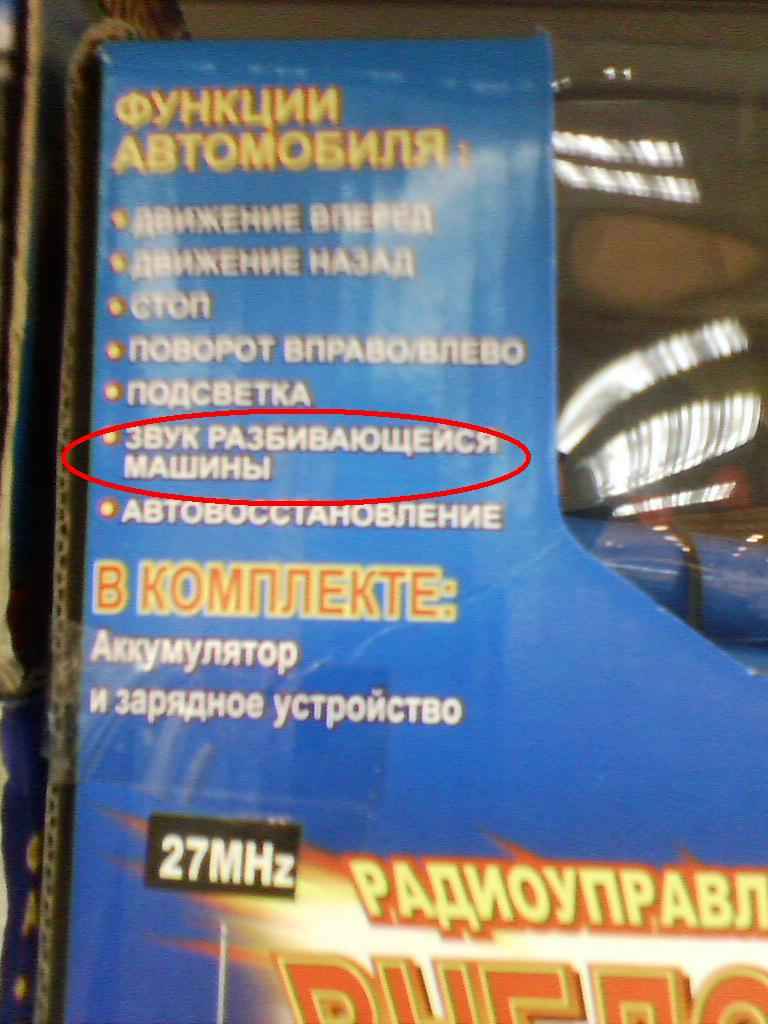 ФУНКЦИИ
АВТОМОБИЛЯ:
• ДВИЖЕНИЕ ВПЕРЕД
• ДВИЖЕНИЕ НАЗАД
• СТОП
• ПОВОРОТ ВПРАВО/ВЛЕВО
• ПОДСВЕТКА
• ЗВУК РАЗБИВАЮЩЕЙСЯ
МАШИНЫ
• АВТОВОССТАНОВЛЕНИЕ
В КОМПЛЕКТЕ:
Аккумулятор
и зарядное устройство
27MHz
РАДИОУПРАВЛ